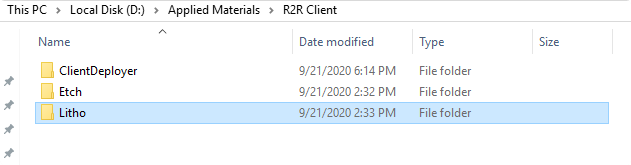 This PC > Local Disk (D:) > Applied Materials > R2R Client
Name Date modified Type Size
ClientDeployer 9/21/2020 6:14 PM File folder
Etch 9/21/2020 2:32 PM File folder
Litho 9/21/2020 2:33 PM File folder